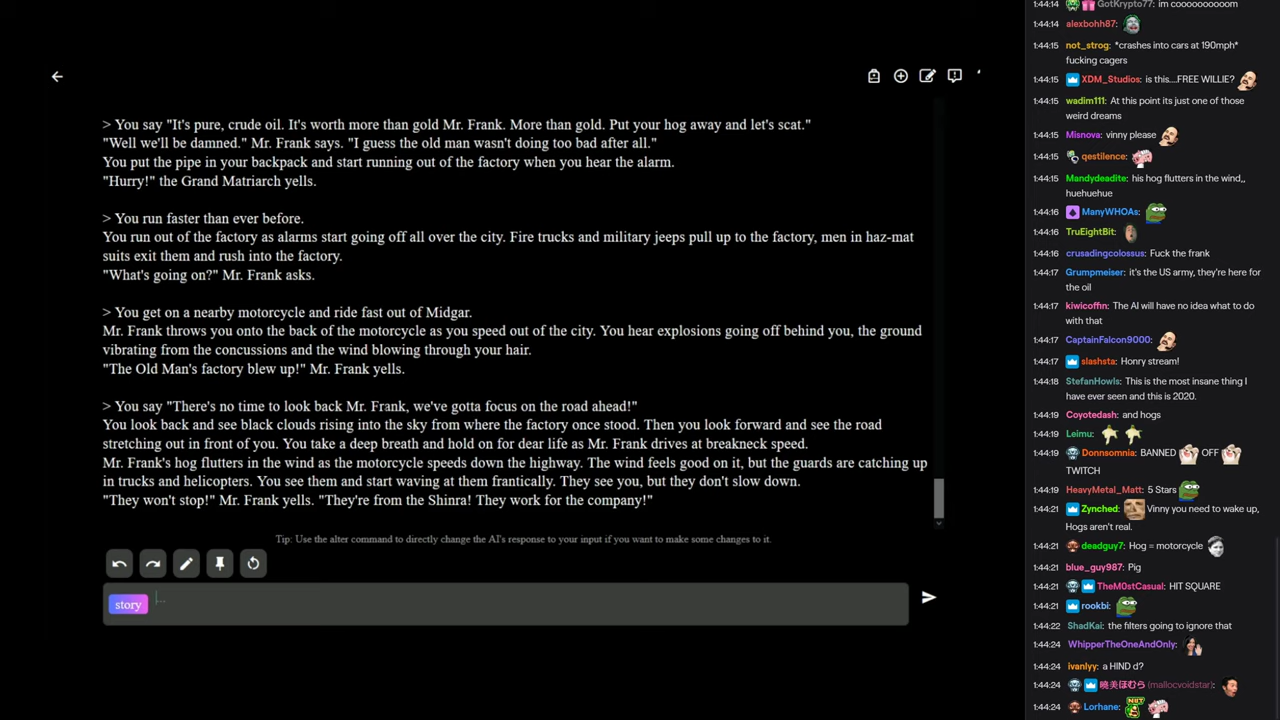 > You say "It's pure, crude oil. It's worth more than gold Mr. Frank. More than gold. Put your hog away and let's scat."
"Well we'll be damned." Mr. Frank says. "I guess the old man wasn't doing too bad after all."
You put the pipe in your backpack and start running out of the factory when you hear the alarm.
"Hurry!" the Grand Matriarch yells.
> You run faster than ever before.
You run out of the factory as alarms start going off all over the city. Fire trucks and military jeeps pull up to the factory, men in haz-mat
suits exit them and rush into the factory.
"What's going on?" Mr. Frank asks.
> You get on a nearby motorcycle and ride fast out of Midgar.
Mr. Frank throws you onto the back of the motorcycle as you speed out of the city. You hear explosions going off behind you, the ground
vibrating from the concussions and the wind blowing through your hair.
"The Old Man's factory blew up!" Mr. Frank yells.
> You say "There's no time to look back Mr. Frank, we've gotta focus on the road ahead!"
You look back and see black clouds rising into the sky from where the factory once stood. Then you look forward and see the road
stretching out in front of you. You take a deep breath and hold on for dear life as Mr. Frank drives at breakneck speed.
Mr. Frank's hog flutters in the wind as the motorcycle speeds down the highway. The wind feels good on it, but the guards are catching up
in trucks and helicopters. You see them and start waving at them frantically. They see you, but they don't slow down.
"They won't stop!" Mr. Frank yells. "They're from the Shinra! They work for the company!"
Tip: Use the alter command to directly change the AI's response to your input if you want to make some changes to it.
story
1:44:14 GotKrypto77: im coooooooooom
1:44:14 alexbohh87:
1:44:15 not_strog: *crashes into cars at 190mph*
fucking cagers
1:44:15 XDM_Studios: is this....FREE WILLIE?
1:44:15 wadim111: At this point its just one of those
weird dreams
1:44:15 Misnova: vinny please
1:44:15 qestilence:
1:44:15 Mandydeadite: his hog flutters in the wind,,
huehuehue
1:44:16 ManyWHOAs:
1:44:16 TruEightBit:
1:44:16 crusadingcolossus: Fuck the frank
1:44:17 Grumpmeiser: it's the US army, they're here for
the oil
1:44:17 kiwicoffin: The AI will have no idea what to do
with that
1:44:17 CaptainFalcon9000:
1:44:17 slashsta: Honry stream!
1:44:18 StefanHowls: This is the most insane thing I
have ever seen and this is 2020.
1:44:19 Coyotedash: and hogs
1:44:19 Leimu:
1:44:19 Donnsomnia: BANNED OFF
TWITCH
1:44:19 HeavyMetal_Matt: 5 Stars
1:44:21 Zynched: Vinny you need to wake up,
Hogs aren't real.
1:44:21 deadguy7: Hog = motorcycle
1:44:21 blue_guy987: Pig
1:44:21 TheM0stCasual: HIT SQUARE
1:44:21 rookbi:
1:44:22 ShadKai: the filters going to ignore that
1:44:24 WhipperTheOneAndOnly:
1:44:24 ivanlyy: a HIND d?
1:44:24 暁美ほむら (mallocvoidstar):
1:44:24 Lorhane: